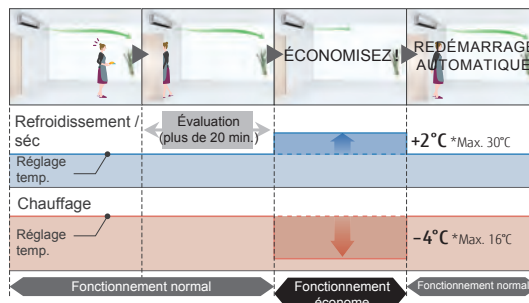 ÉCONOMISEZ !
REDÉMARRAGE
AUTOMATIQUE
Refroidissement /
séc
Évaluation
(plus de 20 min.)
+2°C *Max. 30°C
Réglage
temp.
Chauffage
Réglage
temp.
–4°C *Max. 16°C
Fonctionnement normal
Fonctionnement
économe
Fonctionnement normal